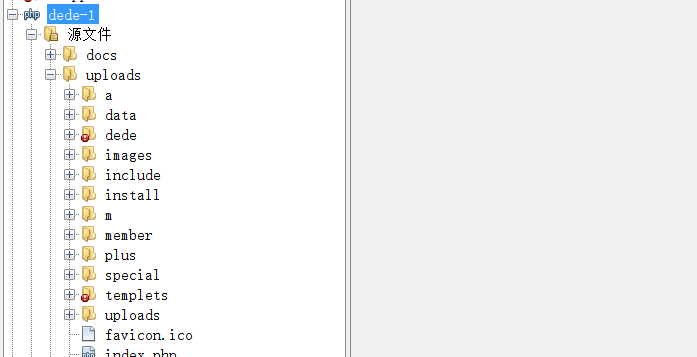 dede-1
源文件
docs
uploads
a
data
dede
images
include
install
m
member
plus
special
templets
uploads
favicon.ico
index.php